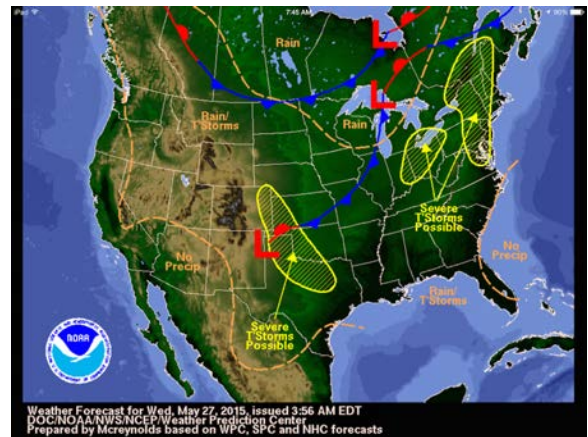 iPad
7:45 AM
90%
Rain
Rain/
T'Storms
Rain
L
L
L
Severe
T'Storms
Possible
No
Precip
No
Precip
Rain/
T'Storms
Severe
T'Storms
Possible
NOAA
Weather Forecast for Wed, May 27, 2015, issued 3:56 AM EDT
DOC/NOAA/NWS/NCEP/Weather Prediction Center
Prepared by Mcreynolds based on WPC, SPC and NHC forecasts